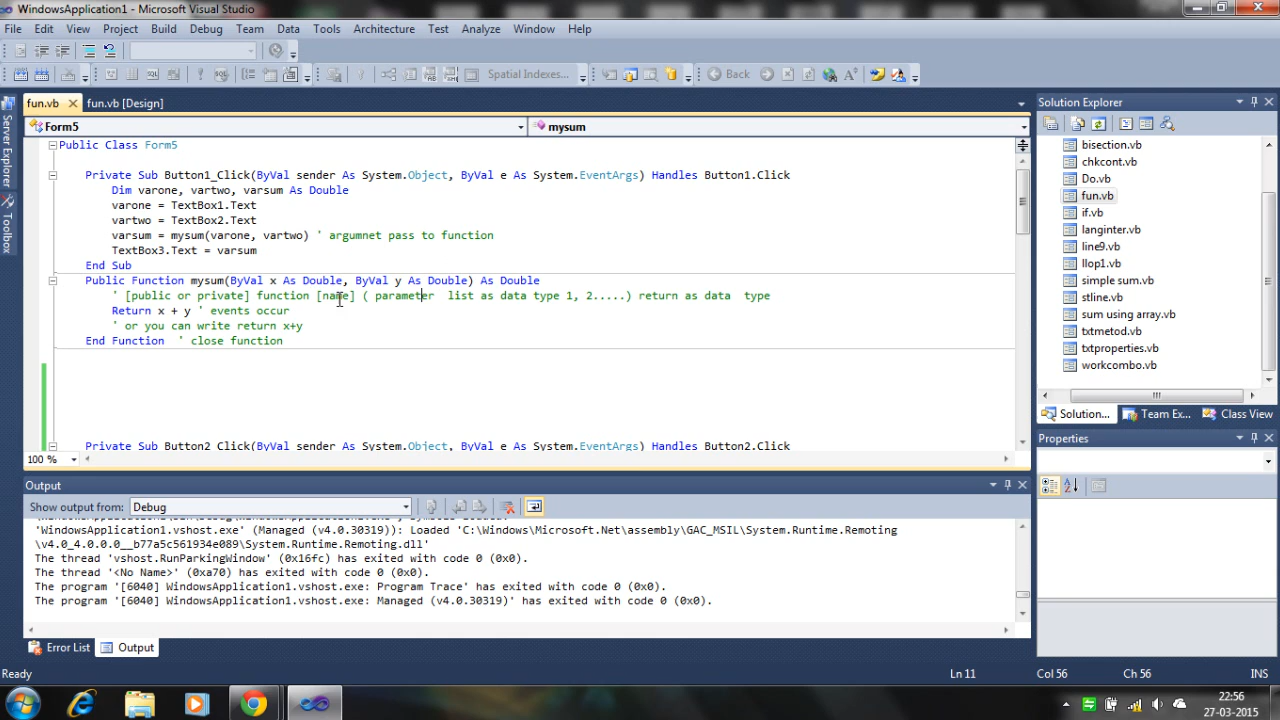 WindowsApplication1 - Microsoft Visual Studio
File Edit View Project Build Debug Team Data Tools Architecture Test Analyze Window Help
Spatial Indexes... Back
fun.vb fun.vb [Design]
Form5 mysum
Public Class Form5
Private Sub Button1_Click(ByVal sender As System.Object, ByVal e As System.EventArgs) Handles Button1.Click
Dim varone, vartwo, varsum As Double
varone = TextBox1.Text
vartwo = TextBox2.Text
varsum = mysum(varone, vartwo) ' argumnet pass to function
TextBox3.Text = varsum
End Sub
Public Function mysum(ByVal x As Double, ByVal y As Double) As Double
' [public or private] function [name] ( parameter list as data type 1, 2.....) return as data type
Return x + y ' events occur
' or you can write return x+y
End Function ' close function
Private Sub Button2_Click(ByVal sender As System.Object, ByVal e As System.EventArgs) Handles Button2.Click
100 %
Server Explorer
Toolbox
Output
Show output from: Debug
WindowsApplication1.vshost.exe' (Managed (v4.0.30319)): Loaded 'C:\Windows\Microsoft.Net\assembly\GAC_MSIL\System.Runtime.Remoting
\v4.0_4.0.0.0__b77a5c561934e089\System.Runtime.Remoting.dll'
The thread 'vshost.RunParkingWindow' (0x16fc) has exited with code 0 (0x0).
The thread '<No Name>' (0xa70) has exited with code 0 (0x0).
The program '[6040] WindowsApplication1.vshost.exe: Program Trace' has exited with code 0 (0x0).
The program '[6040] WindowsApplication1.vshost.exe: Managed (v4.0.30319)' has exited with code 0 (0x0).
Error List Output
Solution Explorer
bisection.vb
chkcont.vb
Do.vb
fun.vb
if.vb
langinter.vb
line9.vb
llop1.vb
simple sum.vb
stline.vb
sum using array.vb
txtmetod.vb
txtproperties.vb
workcombo.vb
Solution... Team Ex... Class View
Properties
Ready Ln 11 Col 56 Ch 56 INS
22:56
27-03-2015